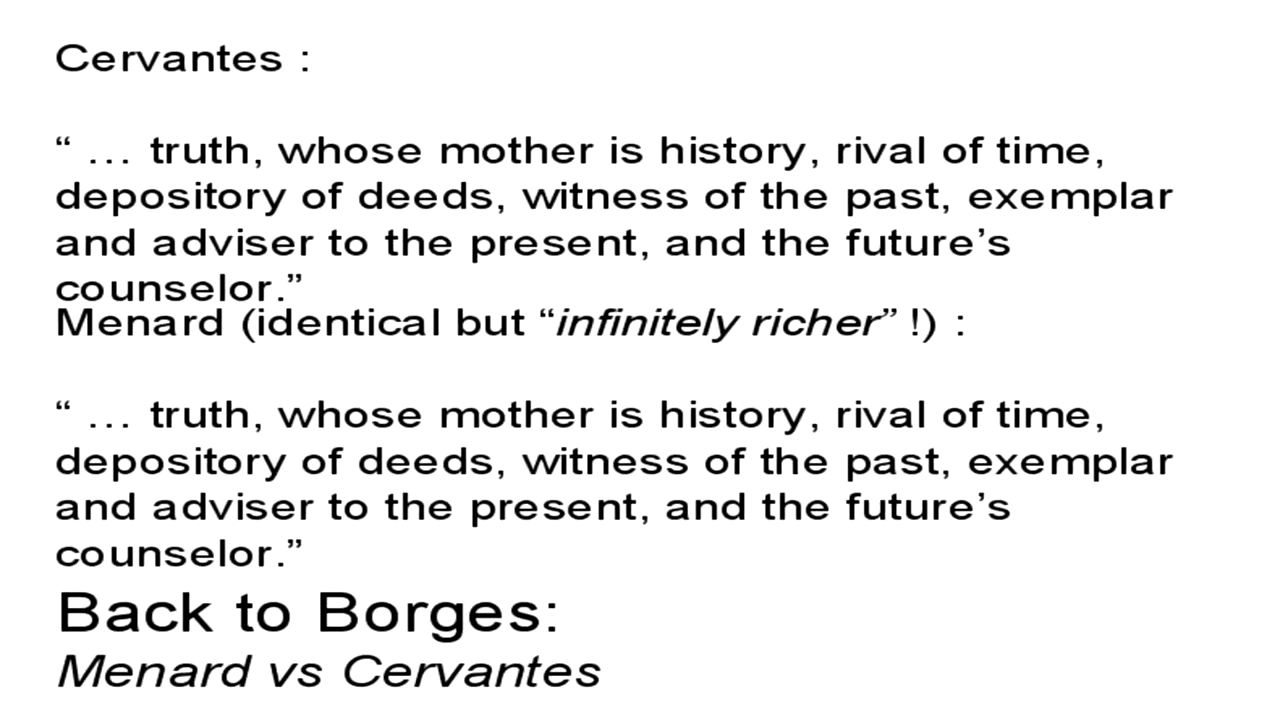 Cervantes :
“ … truth, whose mother is history, rival of time,
depository of deeds, witness of the past, exemplar
and adviser to the present, and the future’s
counselor.”
Menard (identical but “infinitely richer” !) :
“ … truth, whose mother is history, rival of time,
depository of deeds, witness of the past, exemplar
and adviser to the present, and the future’s
counselor.”
Back to Borges:
Menard vs Cervantes